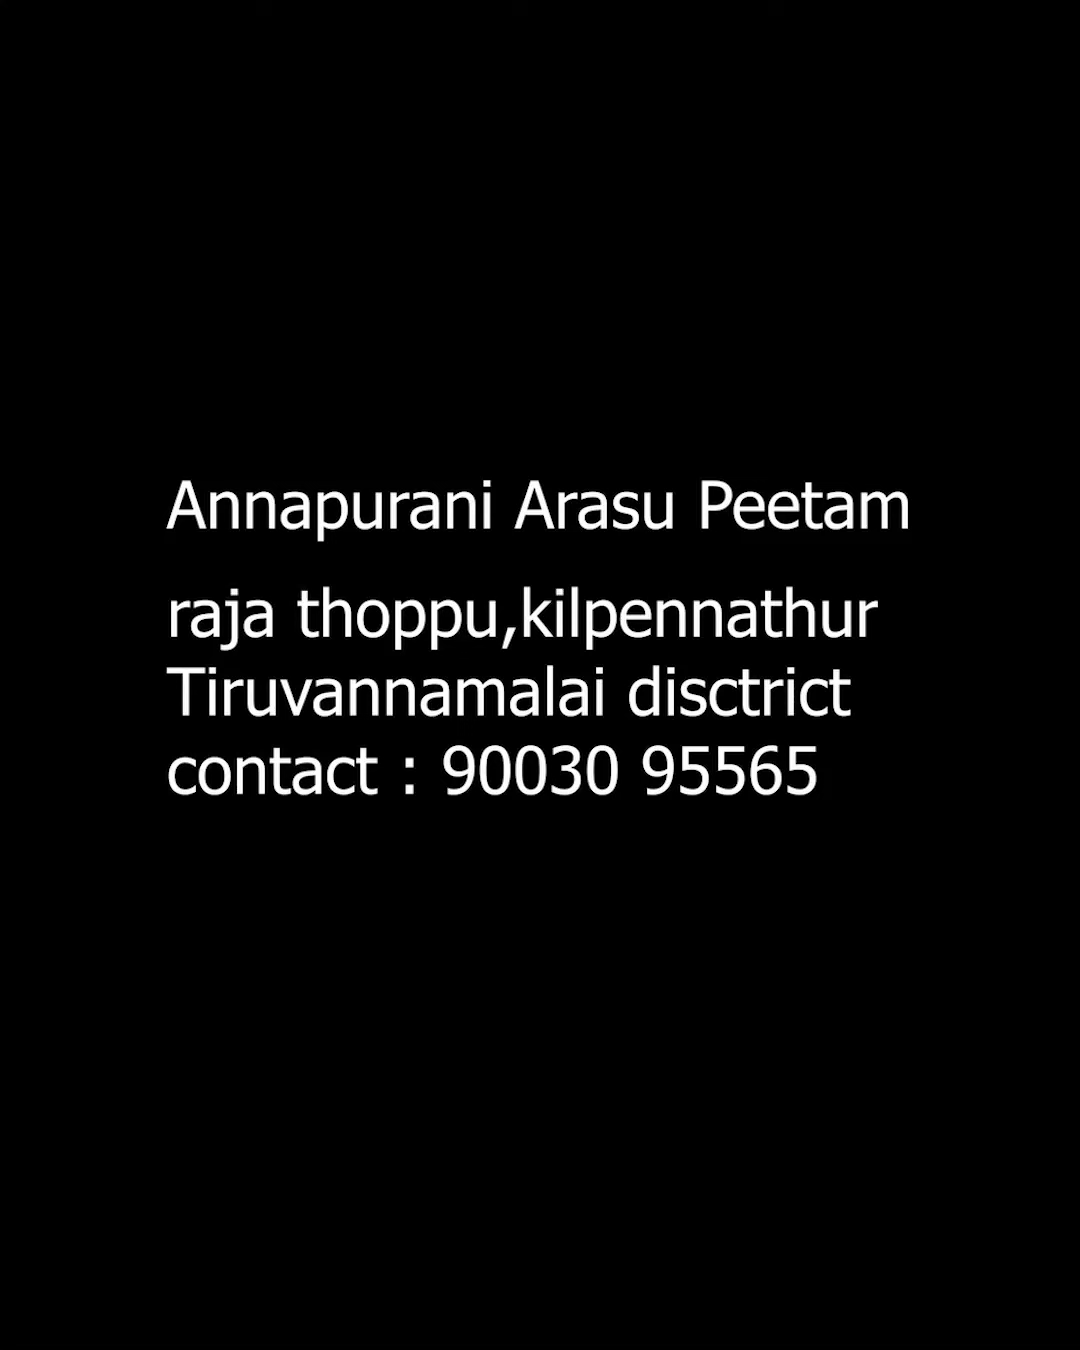 Annapurani Arasu Peetam
raja thoppu,kilpennathur
Tiruvannamalai disctrict
contact : 90030 95565